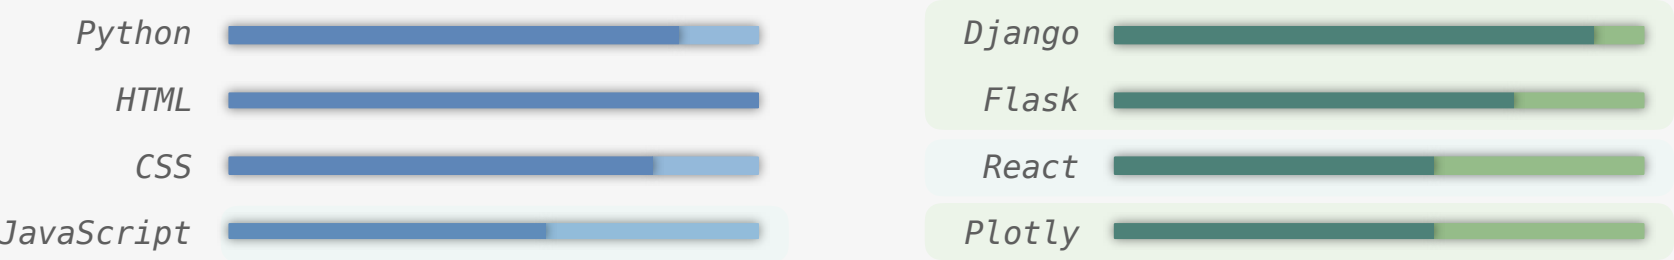 Python
HTML
CSS
JavaScript
Django
Flask
React
Plotly